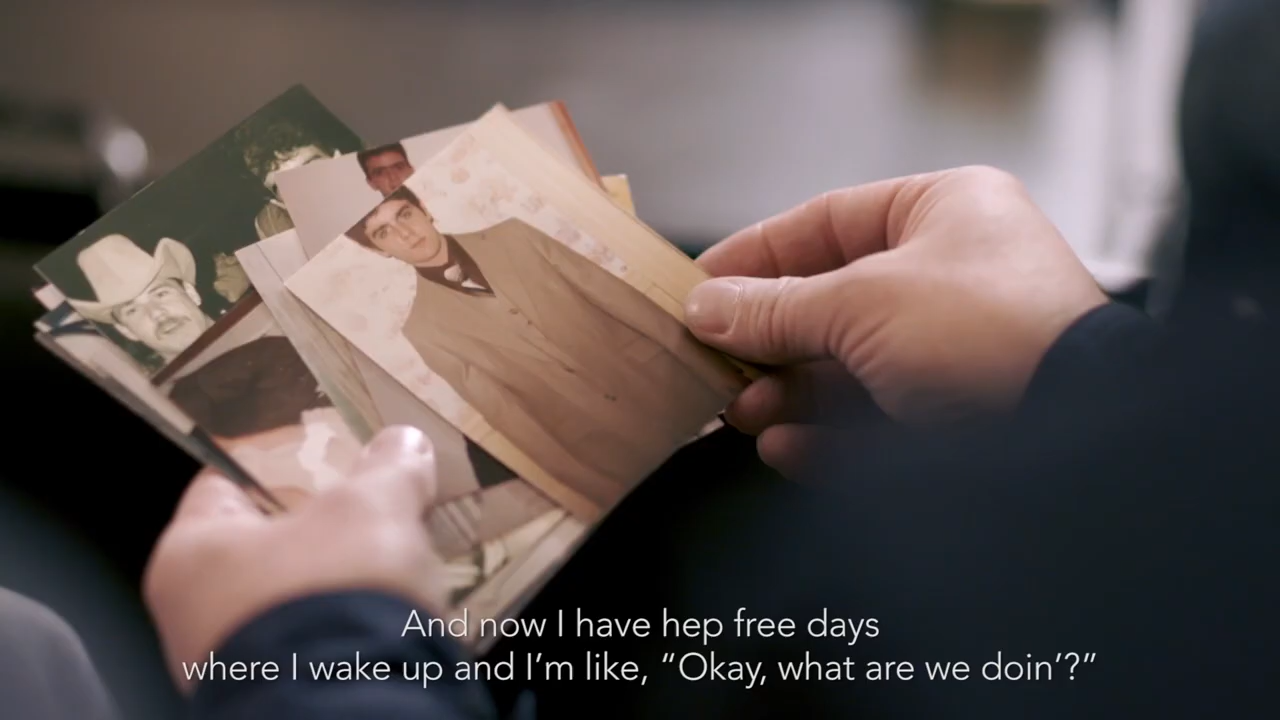 And now I have hep free days
where I wake up and I'm like, “Okay, what are we doin'?”